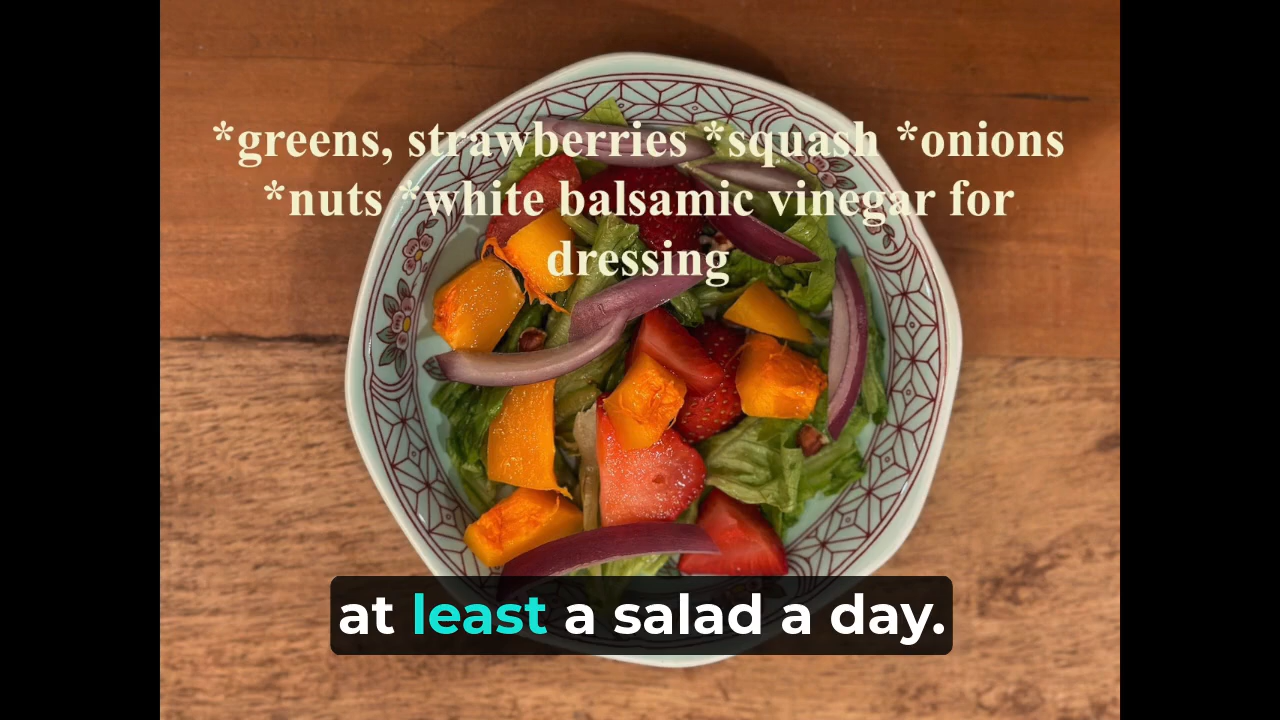 *greens, strawberries *squash *onions
*nuts *white balsamic vinegar for
dressing
at least a salad a day.